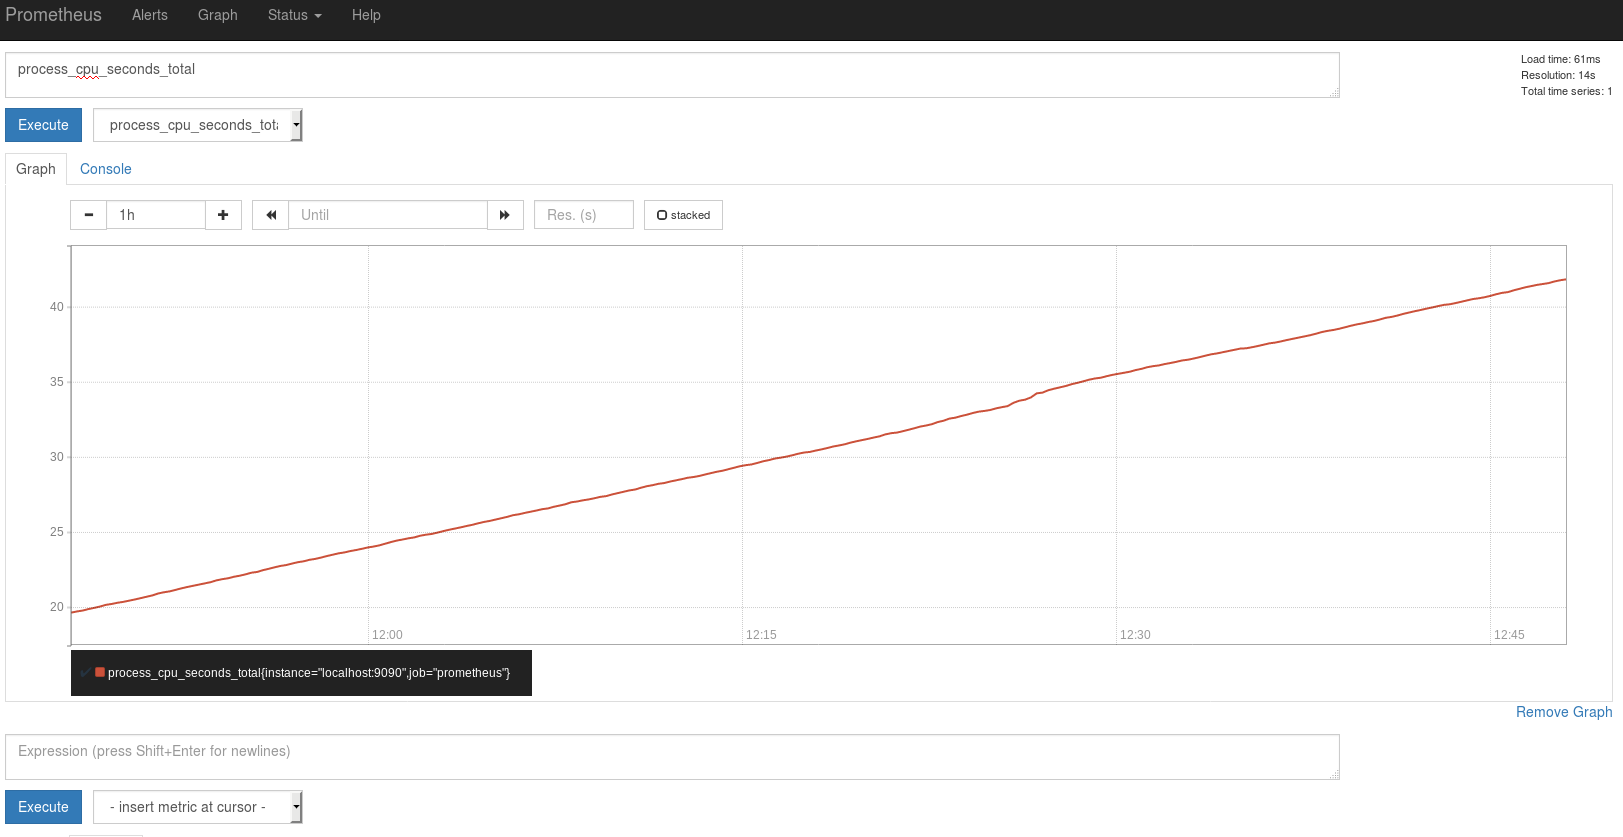 Prometheus Alerts Graph Status Help
process_cpu_seconds_total
Load time: 61ms
Resolution: 14s
Total time series: 1
Execute process_cpu_seconds_tota
Graph Console
1h Until Res. (s) stacked
40
35
30
25
20
12:00 12:15 12:30 12:45
process_cpu_seconds_total{instance="localhost:9090",job="prometheus"}
Remove Graph
Expression (press Shift+Enter for newlines)
Execute - insert metric at cursor -